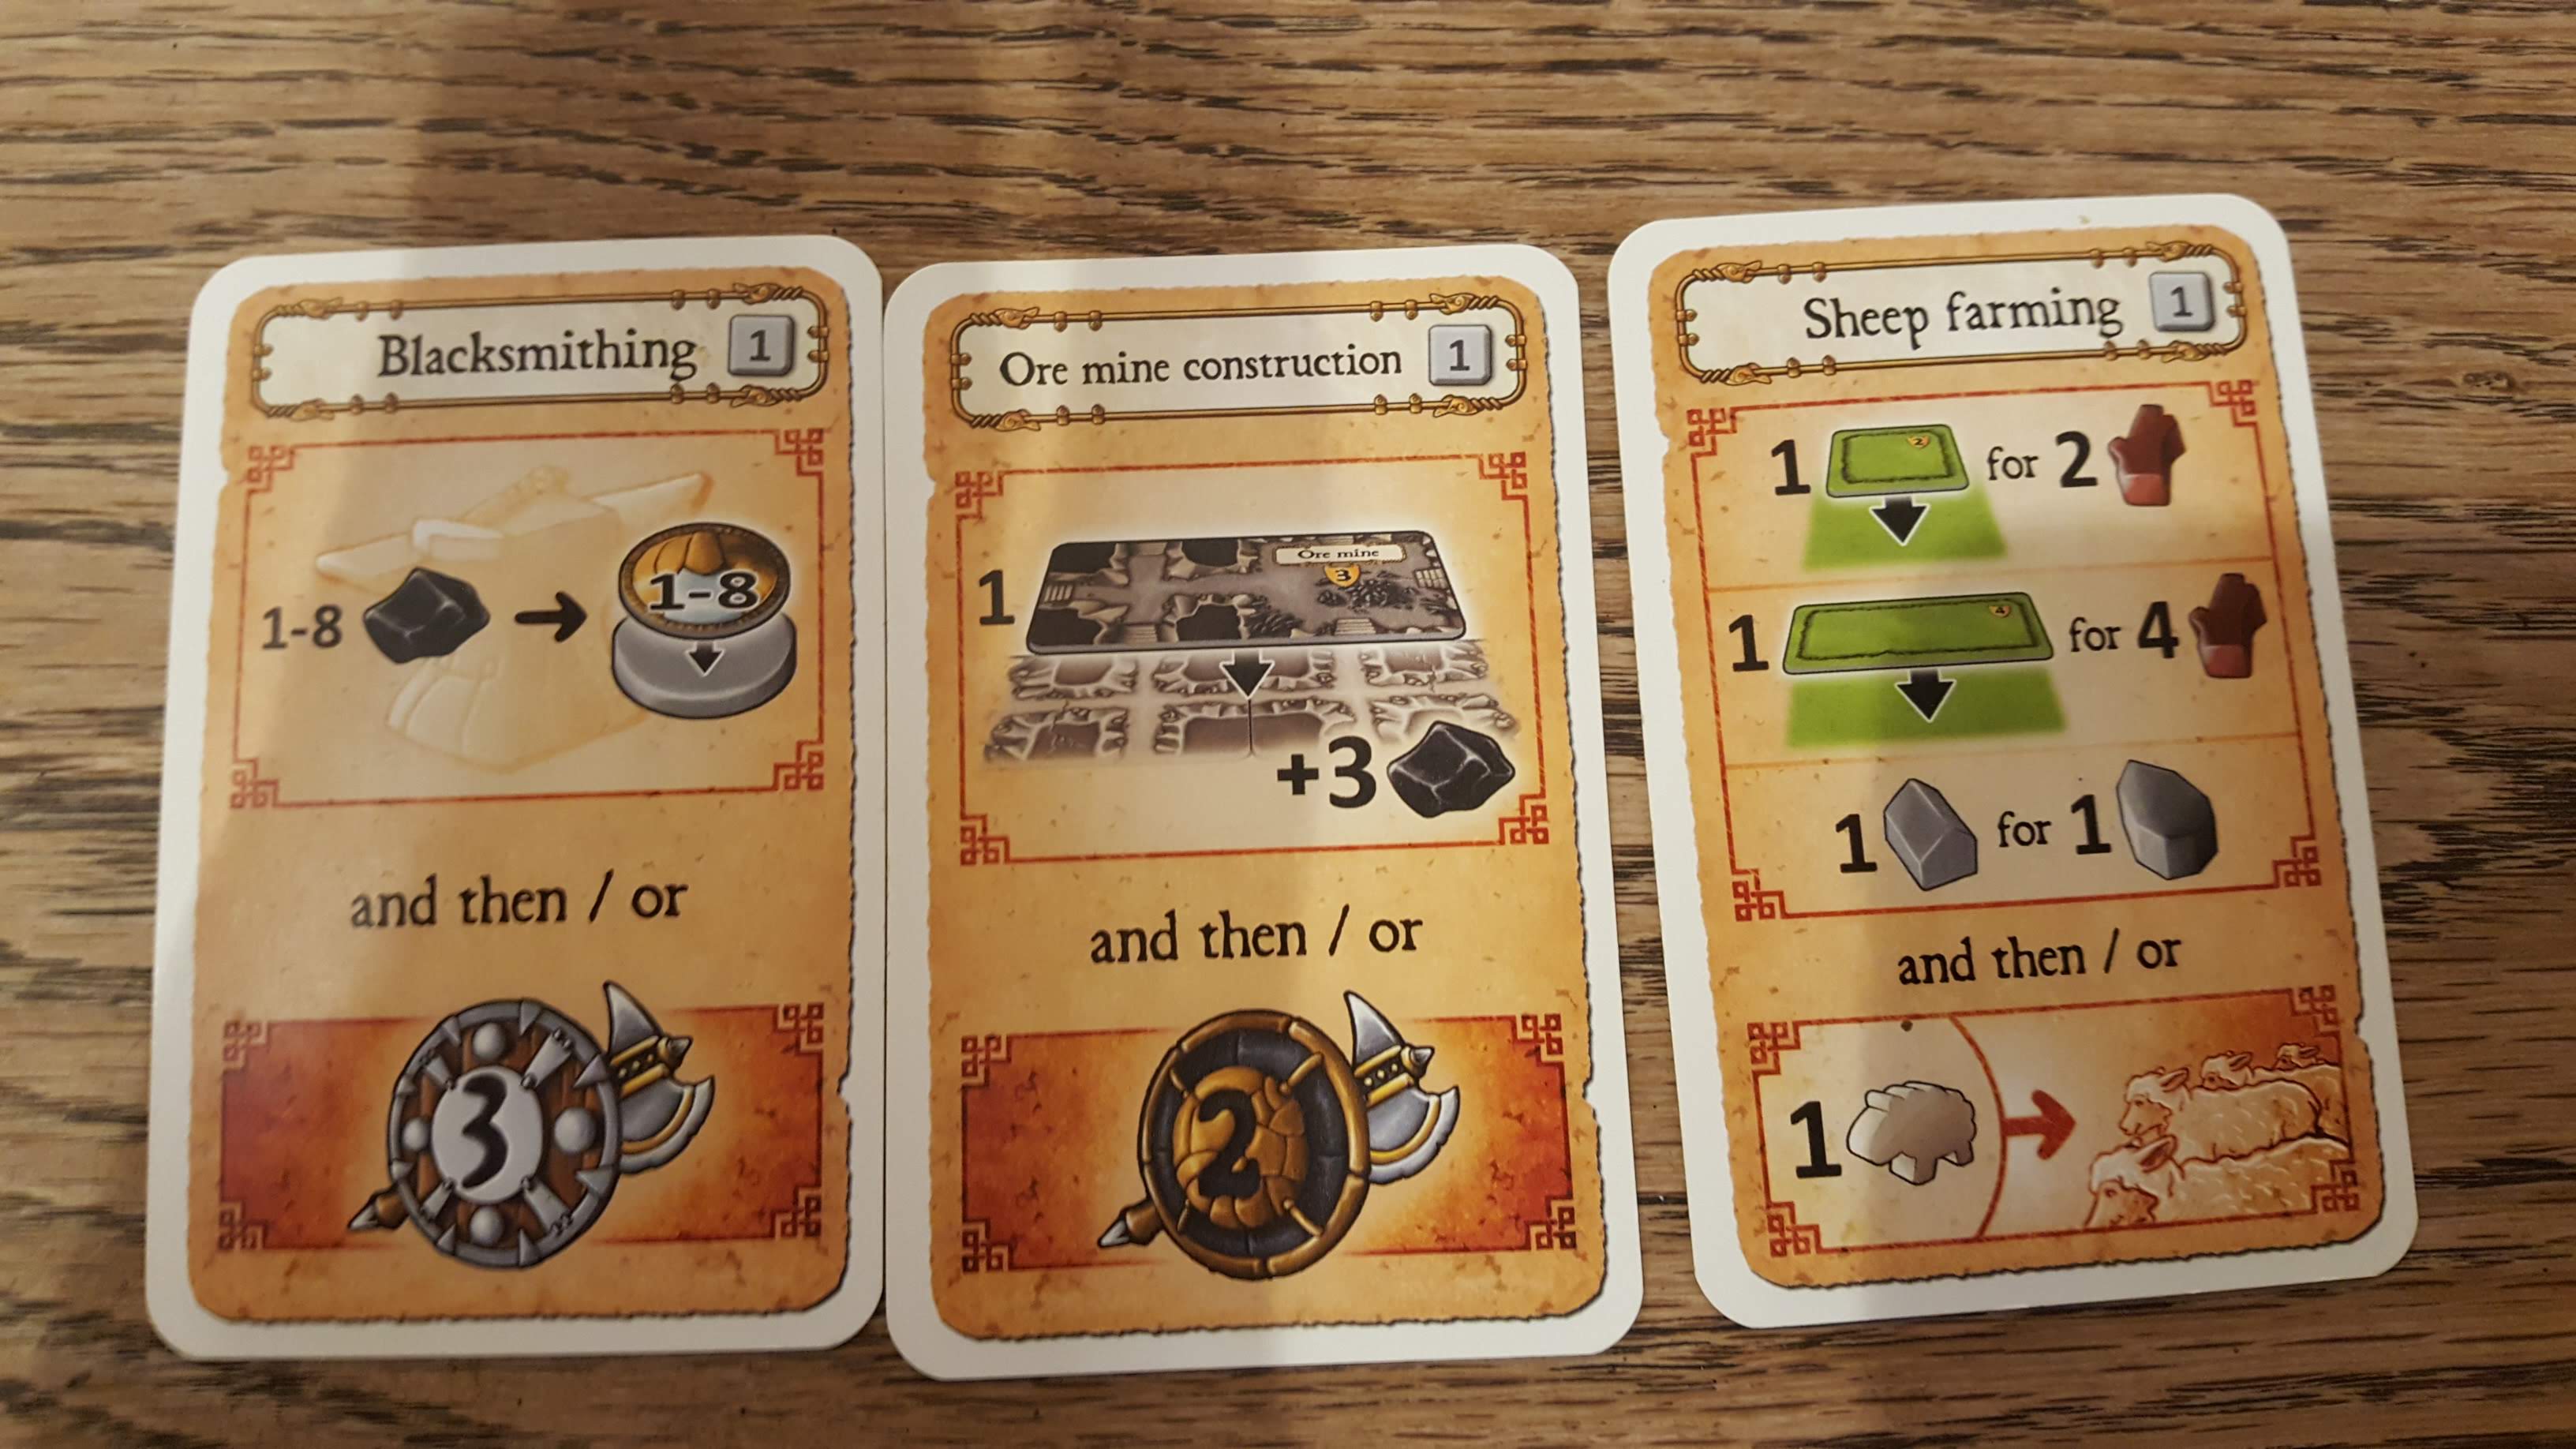 Blacksmithing 1
1-8 1-8
and then / or
3
Ore mine construction 1
1
Ore mine
3
+3
and then / or
2
Sheep farming 1
1 2 for 2
1 4 for 4
1 for 1
and then / or
1